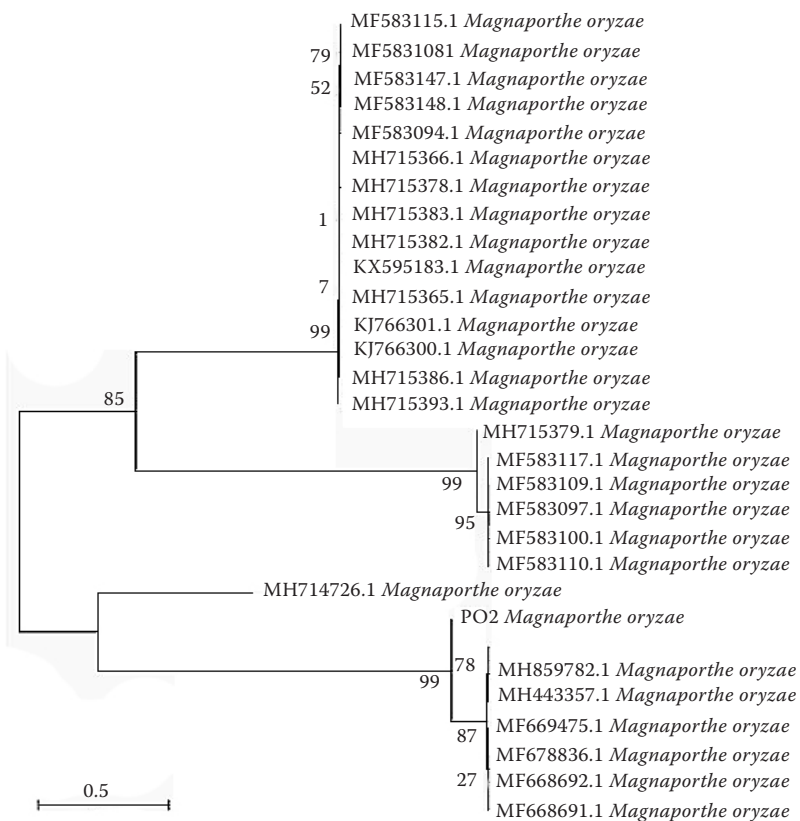 MF583115.1 Magnaporthe oryzae
79
MF5831081 Magnaporthe oryzae
MF583147.1 Magnaporthe oryzae
52
MF583148.1 Magnaporthe oryzae
MF583094.1 Magnaporthe oryzae
MH715366.1 Magnaporthe oryzae
MH715378.1 Magnaporthe oryzae
1
MH715383.1 Magnaporthe oryzae
MH715382.1 Magnaporthe oryzae
KX595183.1 Magnaporthe oryzae
7
MH715365.1 Magnaporthe oryzae
99
KJ766301.1 Magnaporthe oryzae
KJ766300.1 Magnaporthe oryzae
MH715386.1 Magnaporthe oryzae
85
MH715393.1 Magnaporthe oryzae
MH715379.1 Magnaporthe oryzae
MF583117.1 Magnaporthe oryzae
99
MF583109.1 Magnaporthe oryzae
MF583097.1 Magnaporthe oryzae
95
MF583100.1 Magnaporthe oryzae
MF583110.1 Magnaporthe oryzae
MH714726.1 Magnaporthe oryzae
PO2 Magnaporthe oryzae
78
MH859782.1 Magnaporthe oryzae
99
MH443357.1 Magnaporthe oryzae
MF669475.1 Magnaporthe oryzae
87
MF678836.1 Magnaporthe oryzae
27
MF668692.1 Magnaporthe oryzae
MF668691.1 Magnaporthe oryzae
0.5